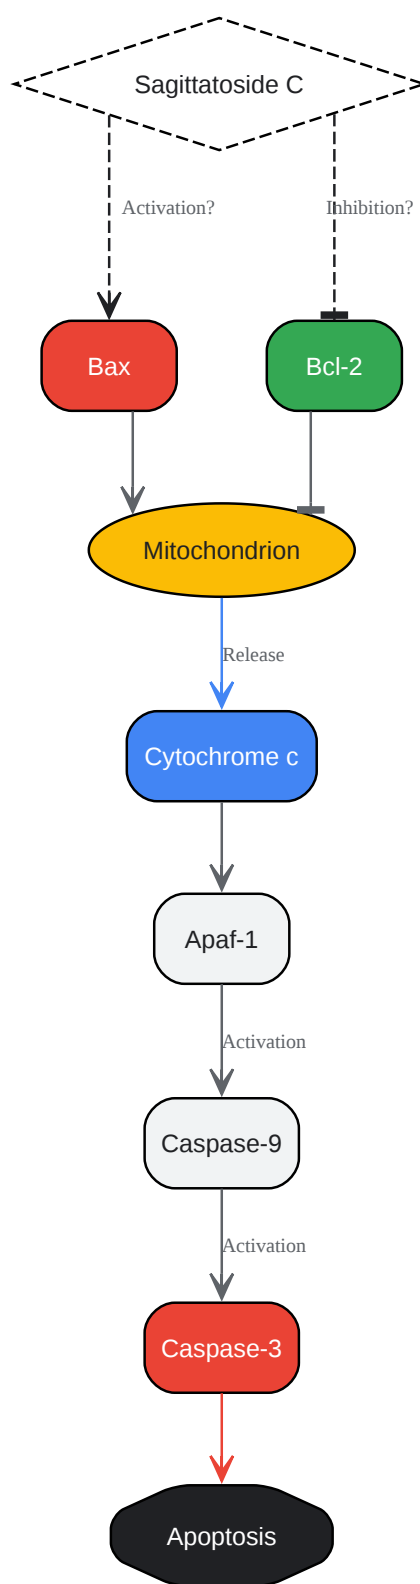 Sagittatoside C
Activation?
Inhibition?
Bax
Bcl-2
Mitochondrion
Release
Cytochrome c
Apaf-1
Activation
Caspase-9
Activation
Caspase-3
Apoptosis